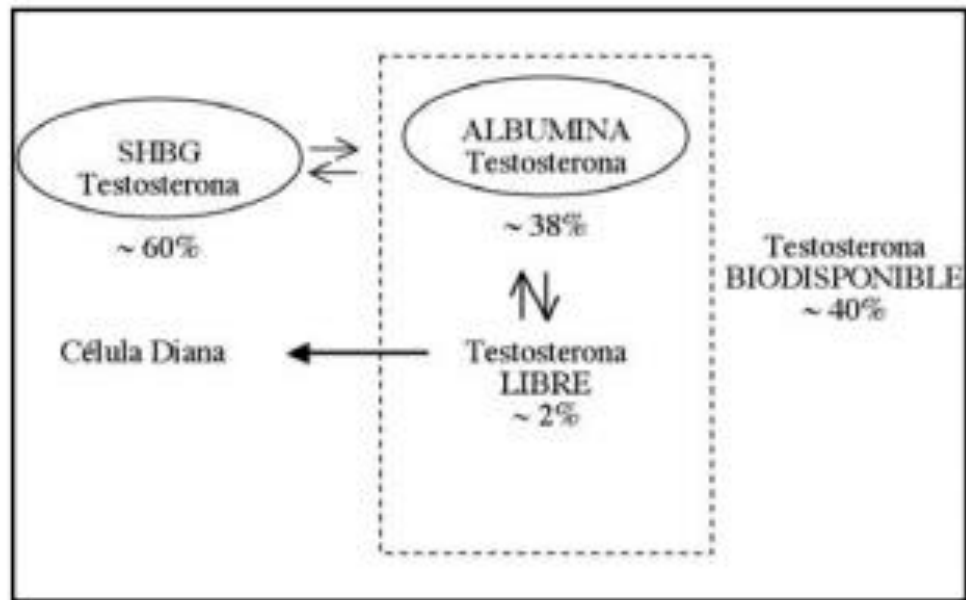 SHBG
Testosterona
~ 60%
ALBUMINA
Testosterona
~ 38%
Testosterona
BIODISPONIBLE
~ 40%
Célula Diana
Testosterona
LIBRE
~ 2%